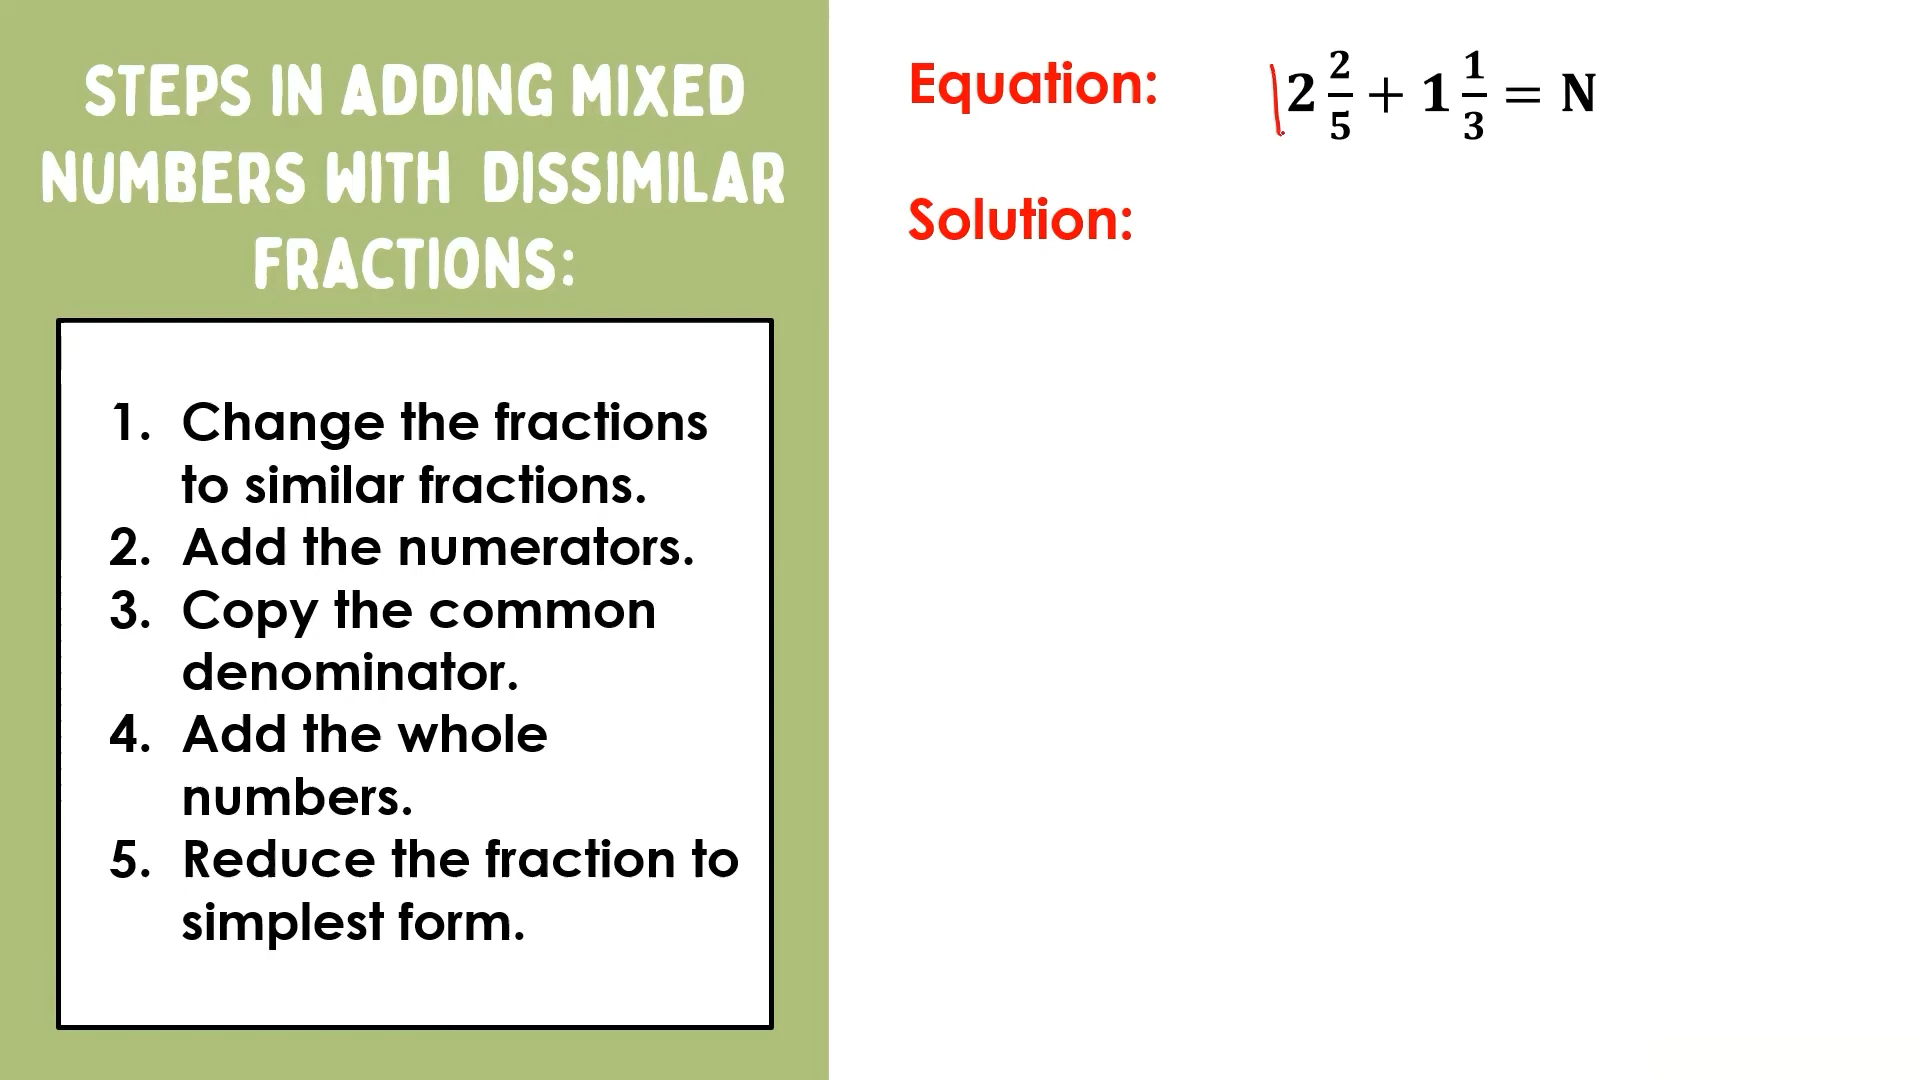 STEPS IN ADDING MIXED
NUMBERS WITH DISSIMILAR
FRACTIONS:
1. Change the fractions
to similar fractions.
2. Add the numerators.
3. Copy the common
denominator.
4. Add the whole
numbers.
5. Reduce the fraction to
simplest form.
Equation: 2 2/5 + 1 1/3 = N
Solution: